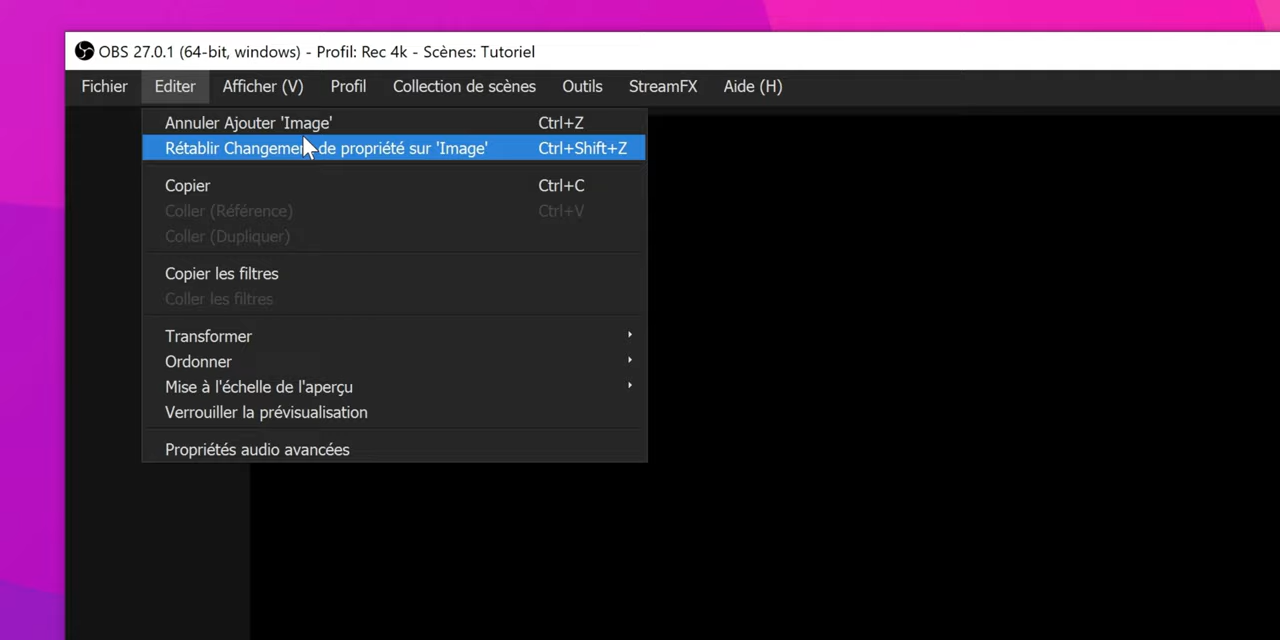 OBS 27.0.1 (64-bit, windows) - Profil: Rec 4k - Scènes: Tutoriel
Fichier Editer Afficher (V) Profil Collection de scènes Outils StreamFX Aide (H)
Annuler Ajouter 'Image' Ctrl+Z
Rétablir Changement de propriété sur 'Image' Ctrl+Shift+Z
Copier Ctrl+C
Coller (Référence) Ctrl+V
Coller (Dupliquer)
Copier les filtres
Coller les filtres
Transformer
Ordonner
Mise à l'échelle de l'aperçu
Verrouiller la prévisualisation
Propriétés audio avancées